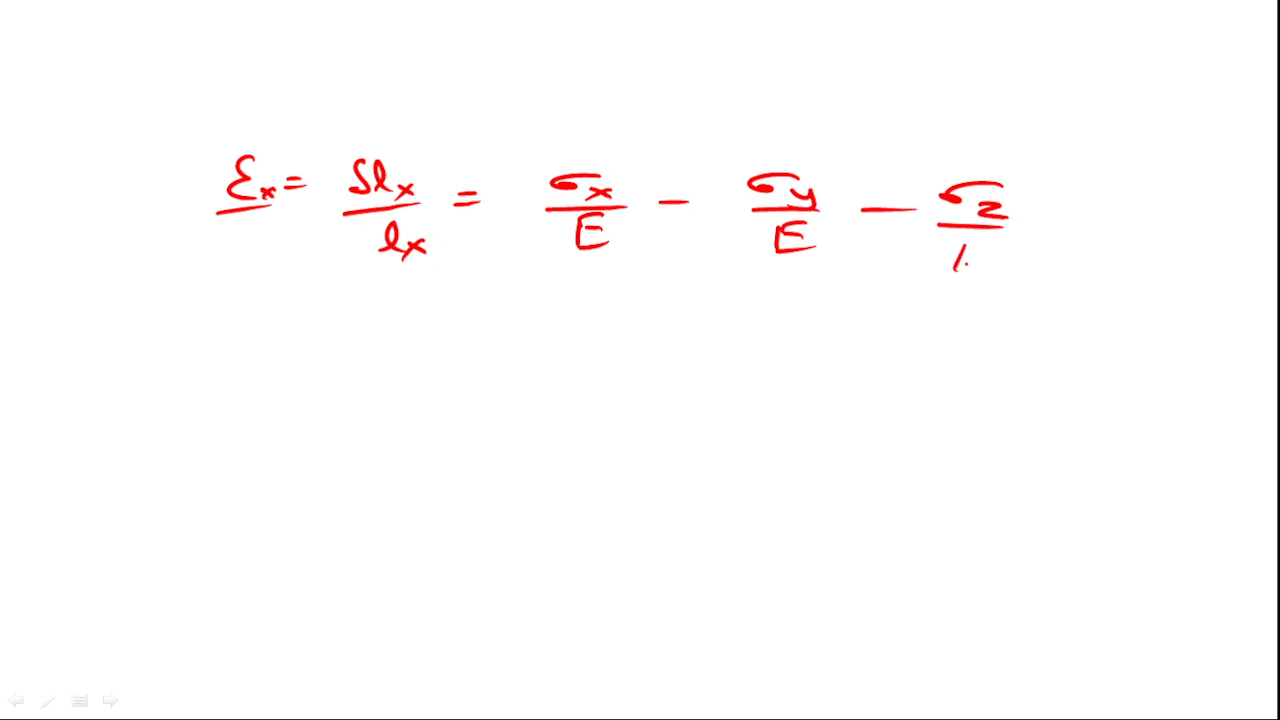 εx = δlx/lx = σx/E - σy/E - σz/